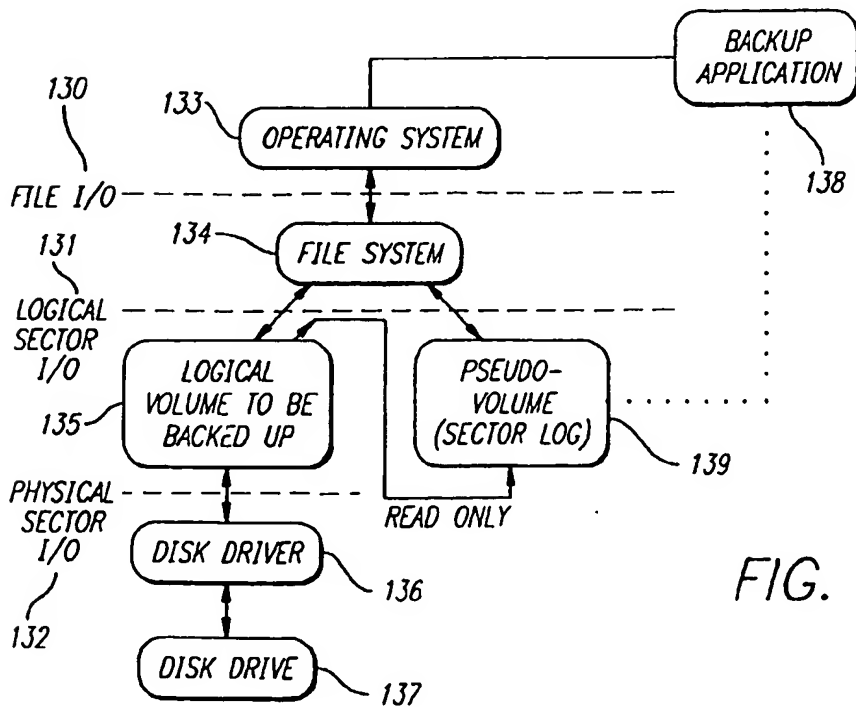 BACKUP
APPLICATION
138
130
133
OPERATING SYSTEM
FILE I/O
134
FILE SYSTEM
131
LOGICAL
SECTOR
I/O
LOGICAL
VOLUME TO BE
BACKED UP
135
PSEUDO-
VOLUME
(SECTOR LOG)
139
PHYSICAL
SECTOR
I/O
132
READ ONLY
DISK DRIVER
136
DISK DRIVE
137
FIG.